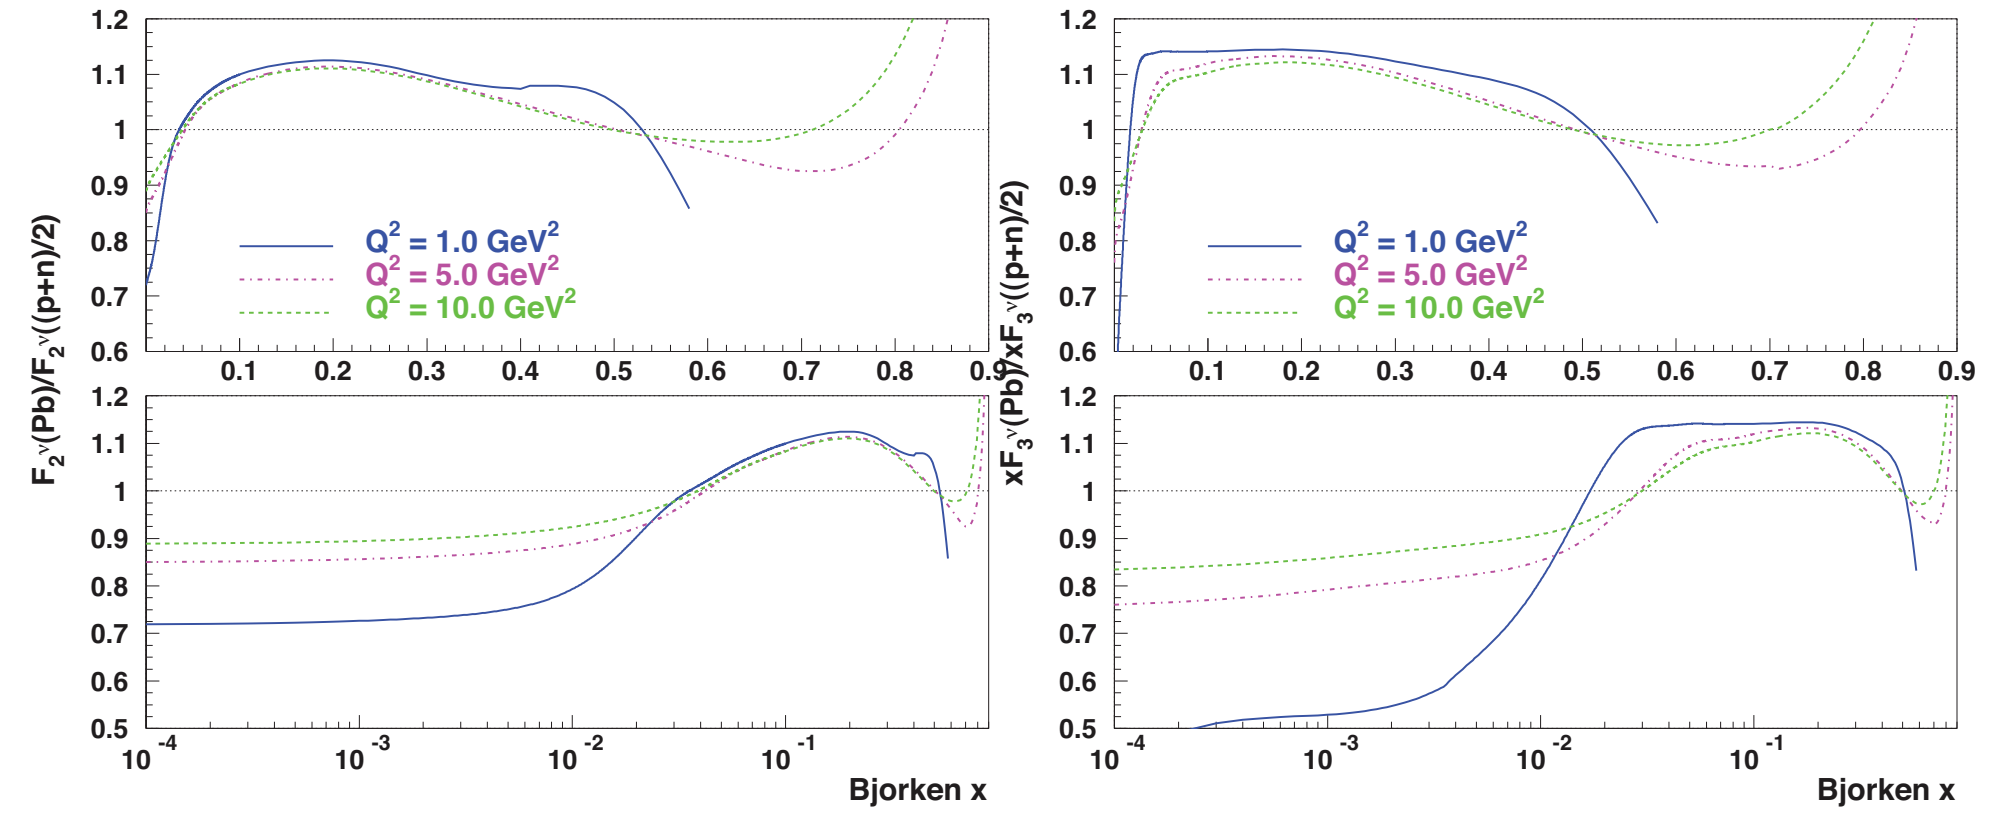 F₂ᵛ(Pb)/F₂ᵛ((p+n)/2)
1.2
1.1
1
0.9
0.8
0.7
0.6
Q² = 1.0 GeV²
Q² = 5.0 GeV²
Q² = 10.0 GeV²
0.1 0.2 0.3 0.4 0.5 0.6 0.7 0.8 0.9
1.2
1.1
1
0.9
0.8
0.7
0.6
0.5
10⁻⁴ 10⁻³ 10⁻² 10⁻¹
Bjorken x
xF₃ᵛ(Pb)/xF₃ᵛ((p+n)/2)
1.2
1.1
1
0.9
0.8
0.7
0.6
Q² = 1.0 GeV²
Q² = 5.0 GeV²
Q² = 10.0 GeV²
0.1 0.2 0.3 0.4 0.5 0.6 0.7 0.8 0.9
1.2
1.1
1
0.9
0.8
0.7
0.6
0.5
10⁻⁴ 10⁻³ 10⁻² 10⁻¹
Bjorken x